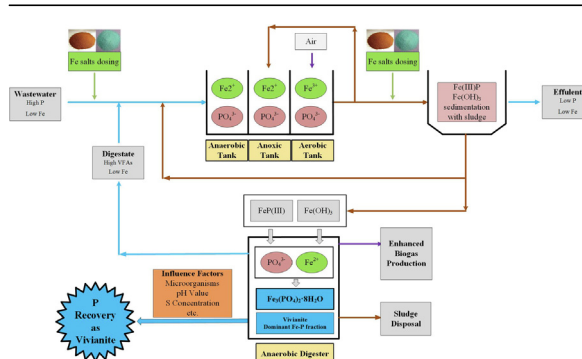 Fe salts dosing
Air
Fe salts dosing
Wastewater
High P
Low Fe
Fe2⁺
Fe2⁺
Fe³⁺
PO₄³⁻
PO₄³⁻
PO₄³⁻
Anaerobic
Tank
Anoxic
Tank
Aerobic
Tank
Fe(III)P
Fe(OH)₃
sedimentation
with sludge
Effulent
Low P
Low Fe
Digestate
High VFAs
Low Fe
FeP(III)
Fe(OH)₃
PO₄³⁻
Fe²⁺
Fe₃(PO₄)₂·8H₂O
Vivianite
Dominant Fe-P fraction
Anaerobic Digester
Enhanced
Biogas
Production
Sludge
Disposal
Influence Factors
Microorganisms
pH Value
S Concentration
etc.
P
Recovery
as
Vivianite